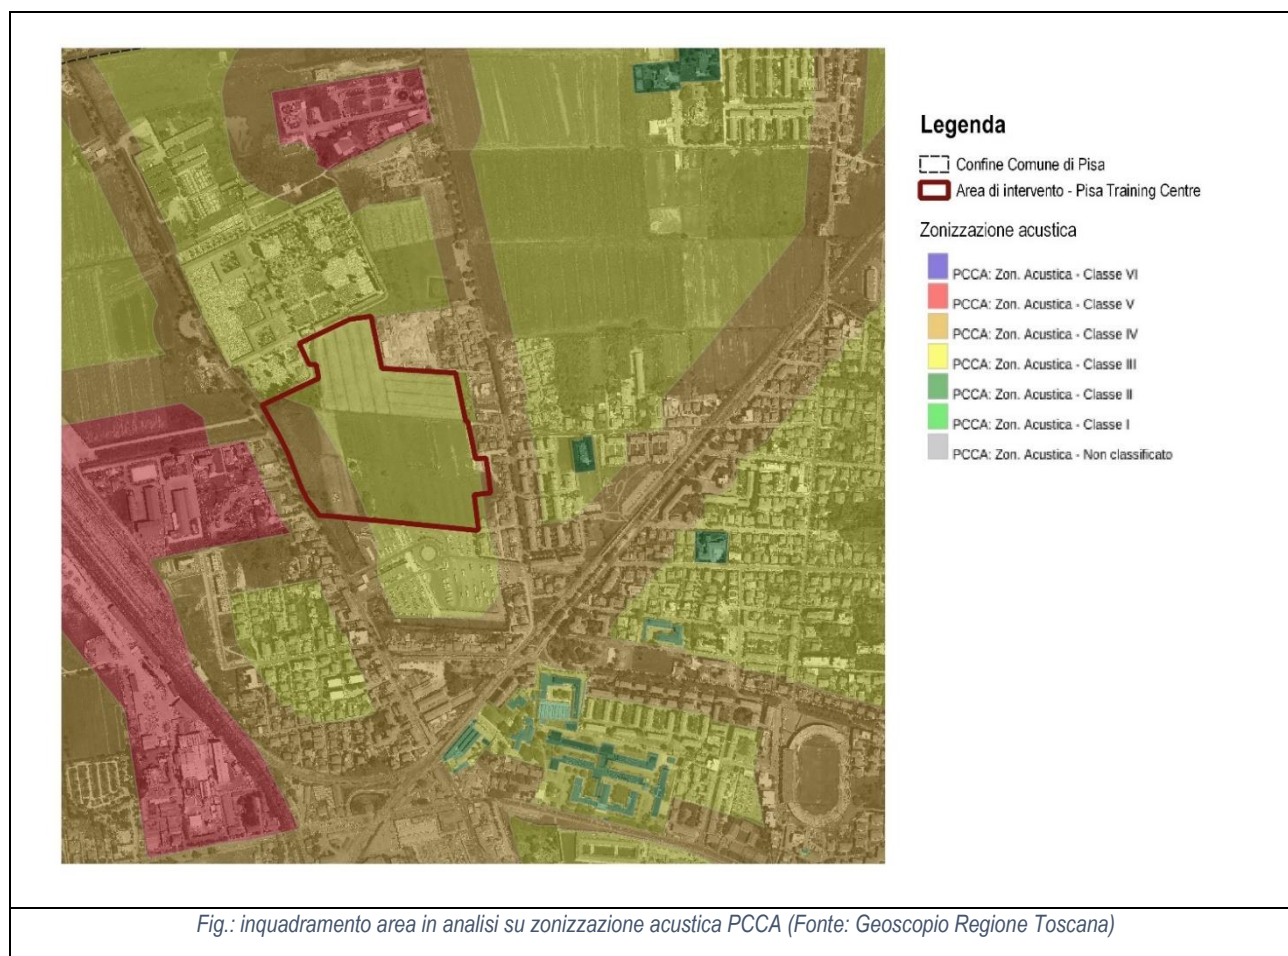 Legenda
Confine Comune di Pisa
Area di intervento - Pisa Training Centre
Zonizzazione acustica
PCCA: Zon. Acustica - Classe VI
PCCA: Zon. Acustica - Classe V
PCCA: Zon. Acustica - Classe IV
PCCA: Zon. Acustica - Classe III
PCCA: Zon. Acustica - Classe II
PCCA: Zon. Acustica - Classe I
PCCA: Zon. Acustica - Non classificato
Fig.: inquadramento area in analisi su zonizzazione acustica PCCA (Fonte: Geoscopio Regione Toscana)